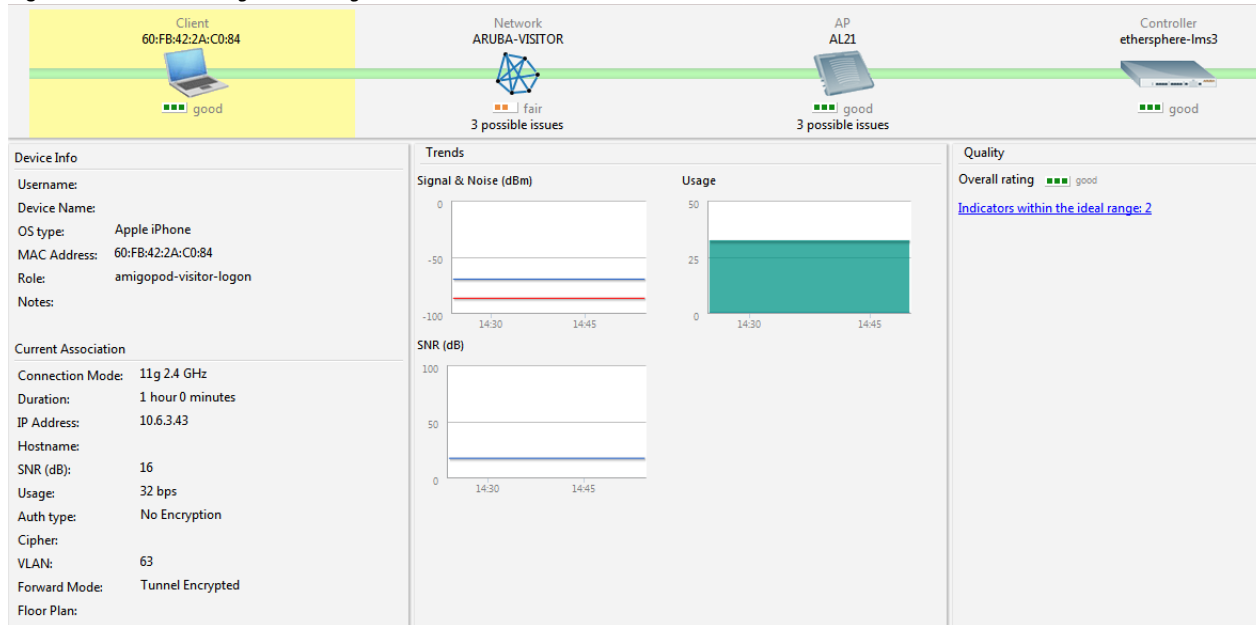 Client
60:FB:42:2A:C0:84
good
Network
ARUBA-VISITOR
fair
3 possible issues
AP
AL21
good
3 possible issues
Controller
ethersphere-lms3
good
Device Info
Username:
Device Name:
OS type: Apple iPhone
MAC Address: 60:FB:42:2A:C0:84
Role: amigopod-visitor-logon
Notes:
Current Association
Connection Mode: 11g 2.4 GHz
Duration: 1 hour 0 minutes
IP Address: 10.6.3.43
Hostname:
SNR (dB): 16
Usage: 32 bps
Auth type: No Encryption
Cipher:
VLAN: 63
Forward Mode: Tunnel Encrypted
Floor Plan:
Trends
Signal & Noise (dBm)
0
-50
-100
14:30 14:45
Usage
50
25
0
14:30 14:45
SNR (dB)
100
50
0
14:30 14:45
Quality
Overall rating good
Indicators within the ideal range: 2